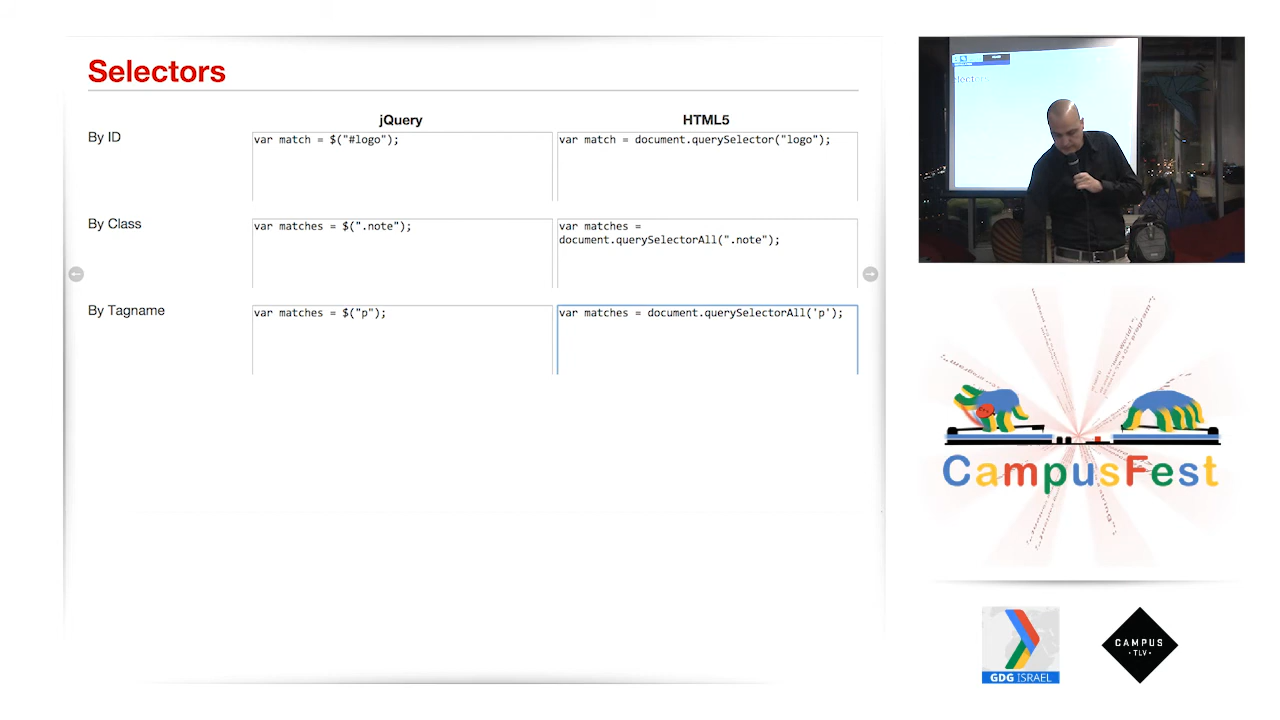 Selectors
jQuery
HTML5
By ID
var match = $("#logo");
var match = document.querySelector("logo");
By Class
var matches = $(".note");
var matches =
document.querySelectorAll(".note");
By Tagname
var matches = $("p");
var matches = document.querySelectorAll('p');
CampusFest
GDG ISRAEL
CAMPUS
·TLV·